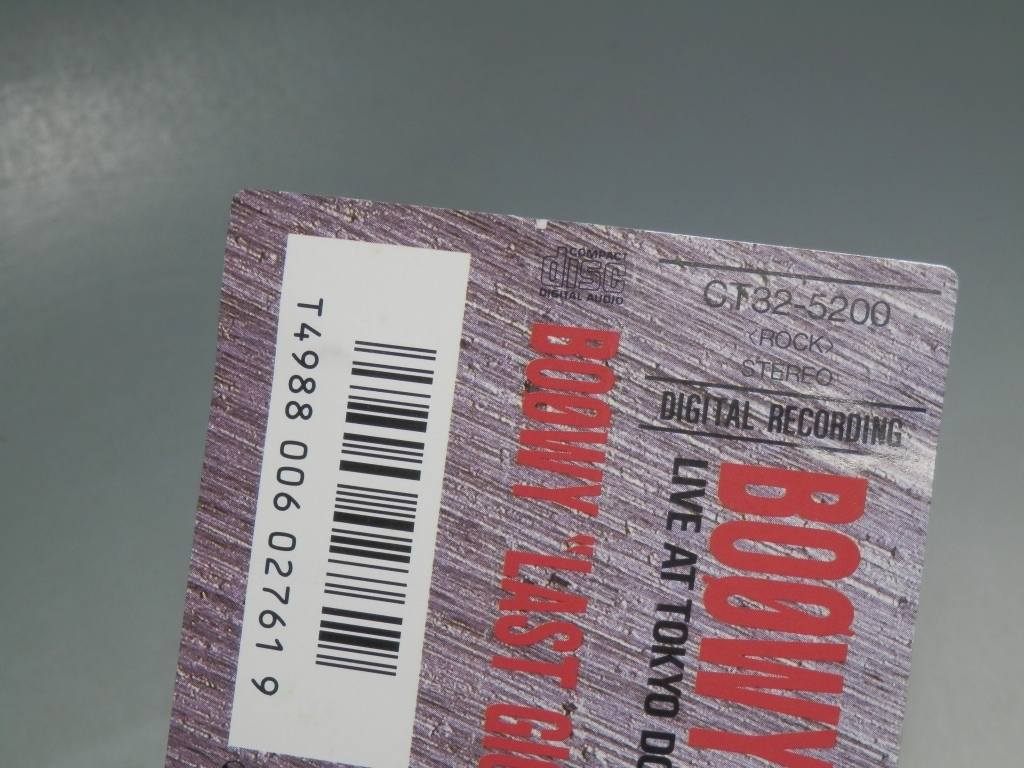 COMPACT
disc
DIGITAL AUDIO
CT32-5200
<ROCK>
STEREO
DIGITAL RECORDING
BOØWY
LIVE AT TOKYO DO
BOØWY "LAST GI
T4988 006 02761 9